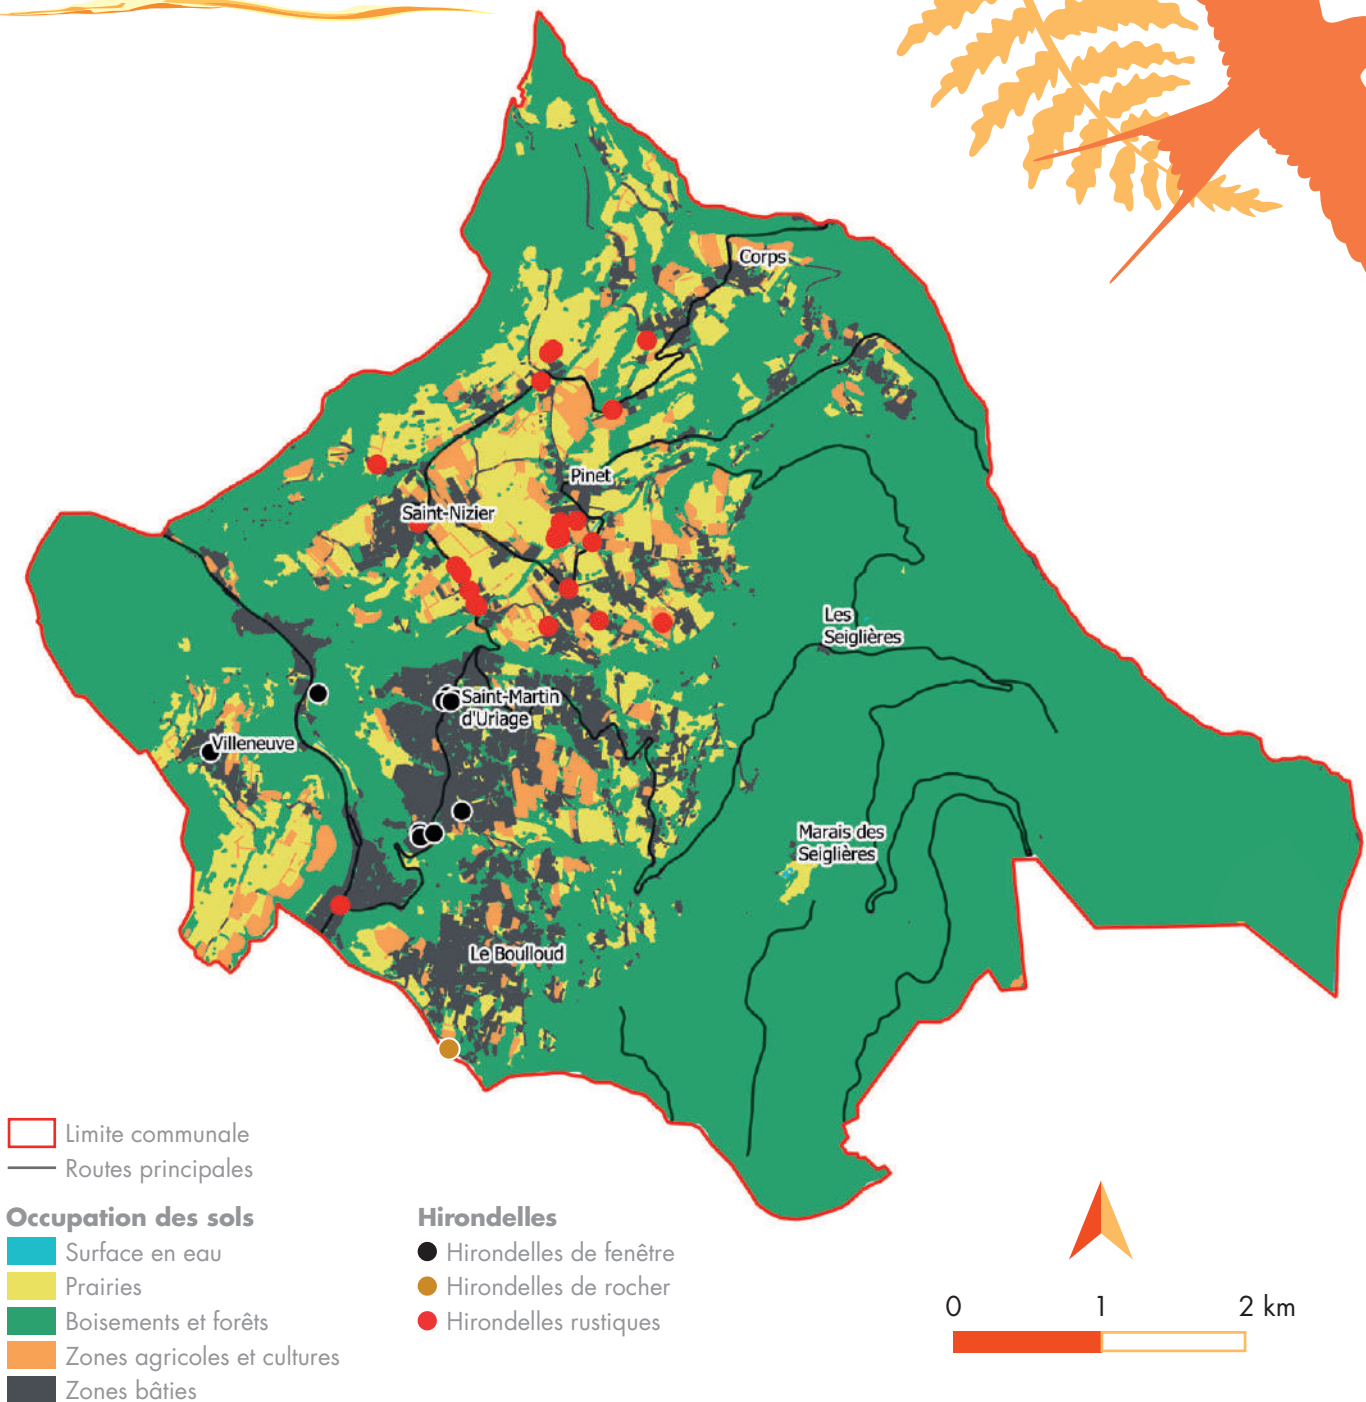 Corps
Pinet
Saint-Nizier
Les
Seiglières
Saint-Martin
d'Uriage
Villeneuve
Marais des
Seiglières
Le Boulloud
Limite communale
Routes principales
Occupation des sols
Surface en eau
Prairies
Boisements et forêts
Zones agricoles et cultures
Zones bâties
Hirondelles
Hirondelles de fenêtre
Hirondelles de rocher
Hirondelles rustiques
0 1 2 km